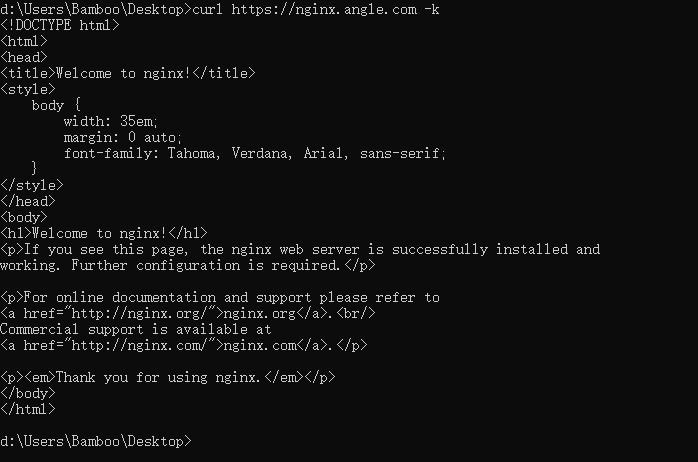 d:\Users\Bamboo\Desktop>curl https://nginx.angle.com -k
<!DOCTYPE html>
<html>
<head>
<title>Welcome to nginx!</title>
<style>
    body {
        width: 35em;
        margin: 0 auto;
        font-family: Tahoma, Verdana, Arial, sans-serif;
    }
</style>
</head>
<body>
<h1>Welcome to nginx!</h1>
<p>If you see this page, the nginx web server is successfully installed and
working. Further configuration is required.</p>

<p>For online documentation and support please refer to
<a href="http://nginx.org/">nginx.org</a>.<br/>
Commercial support is available at
<a href="http://nginx.com/">nginx.com</a>.</p>

<p><em>Thank you for using nginx.</em></p>
</body>
</html>

d:\Users\Bamboo\Desktop>